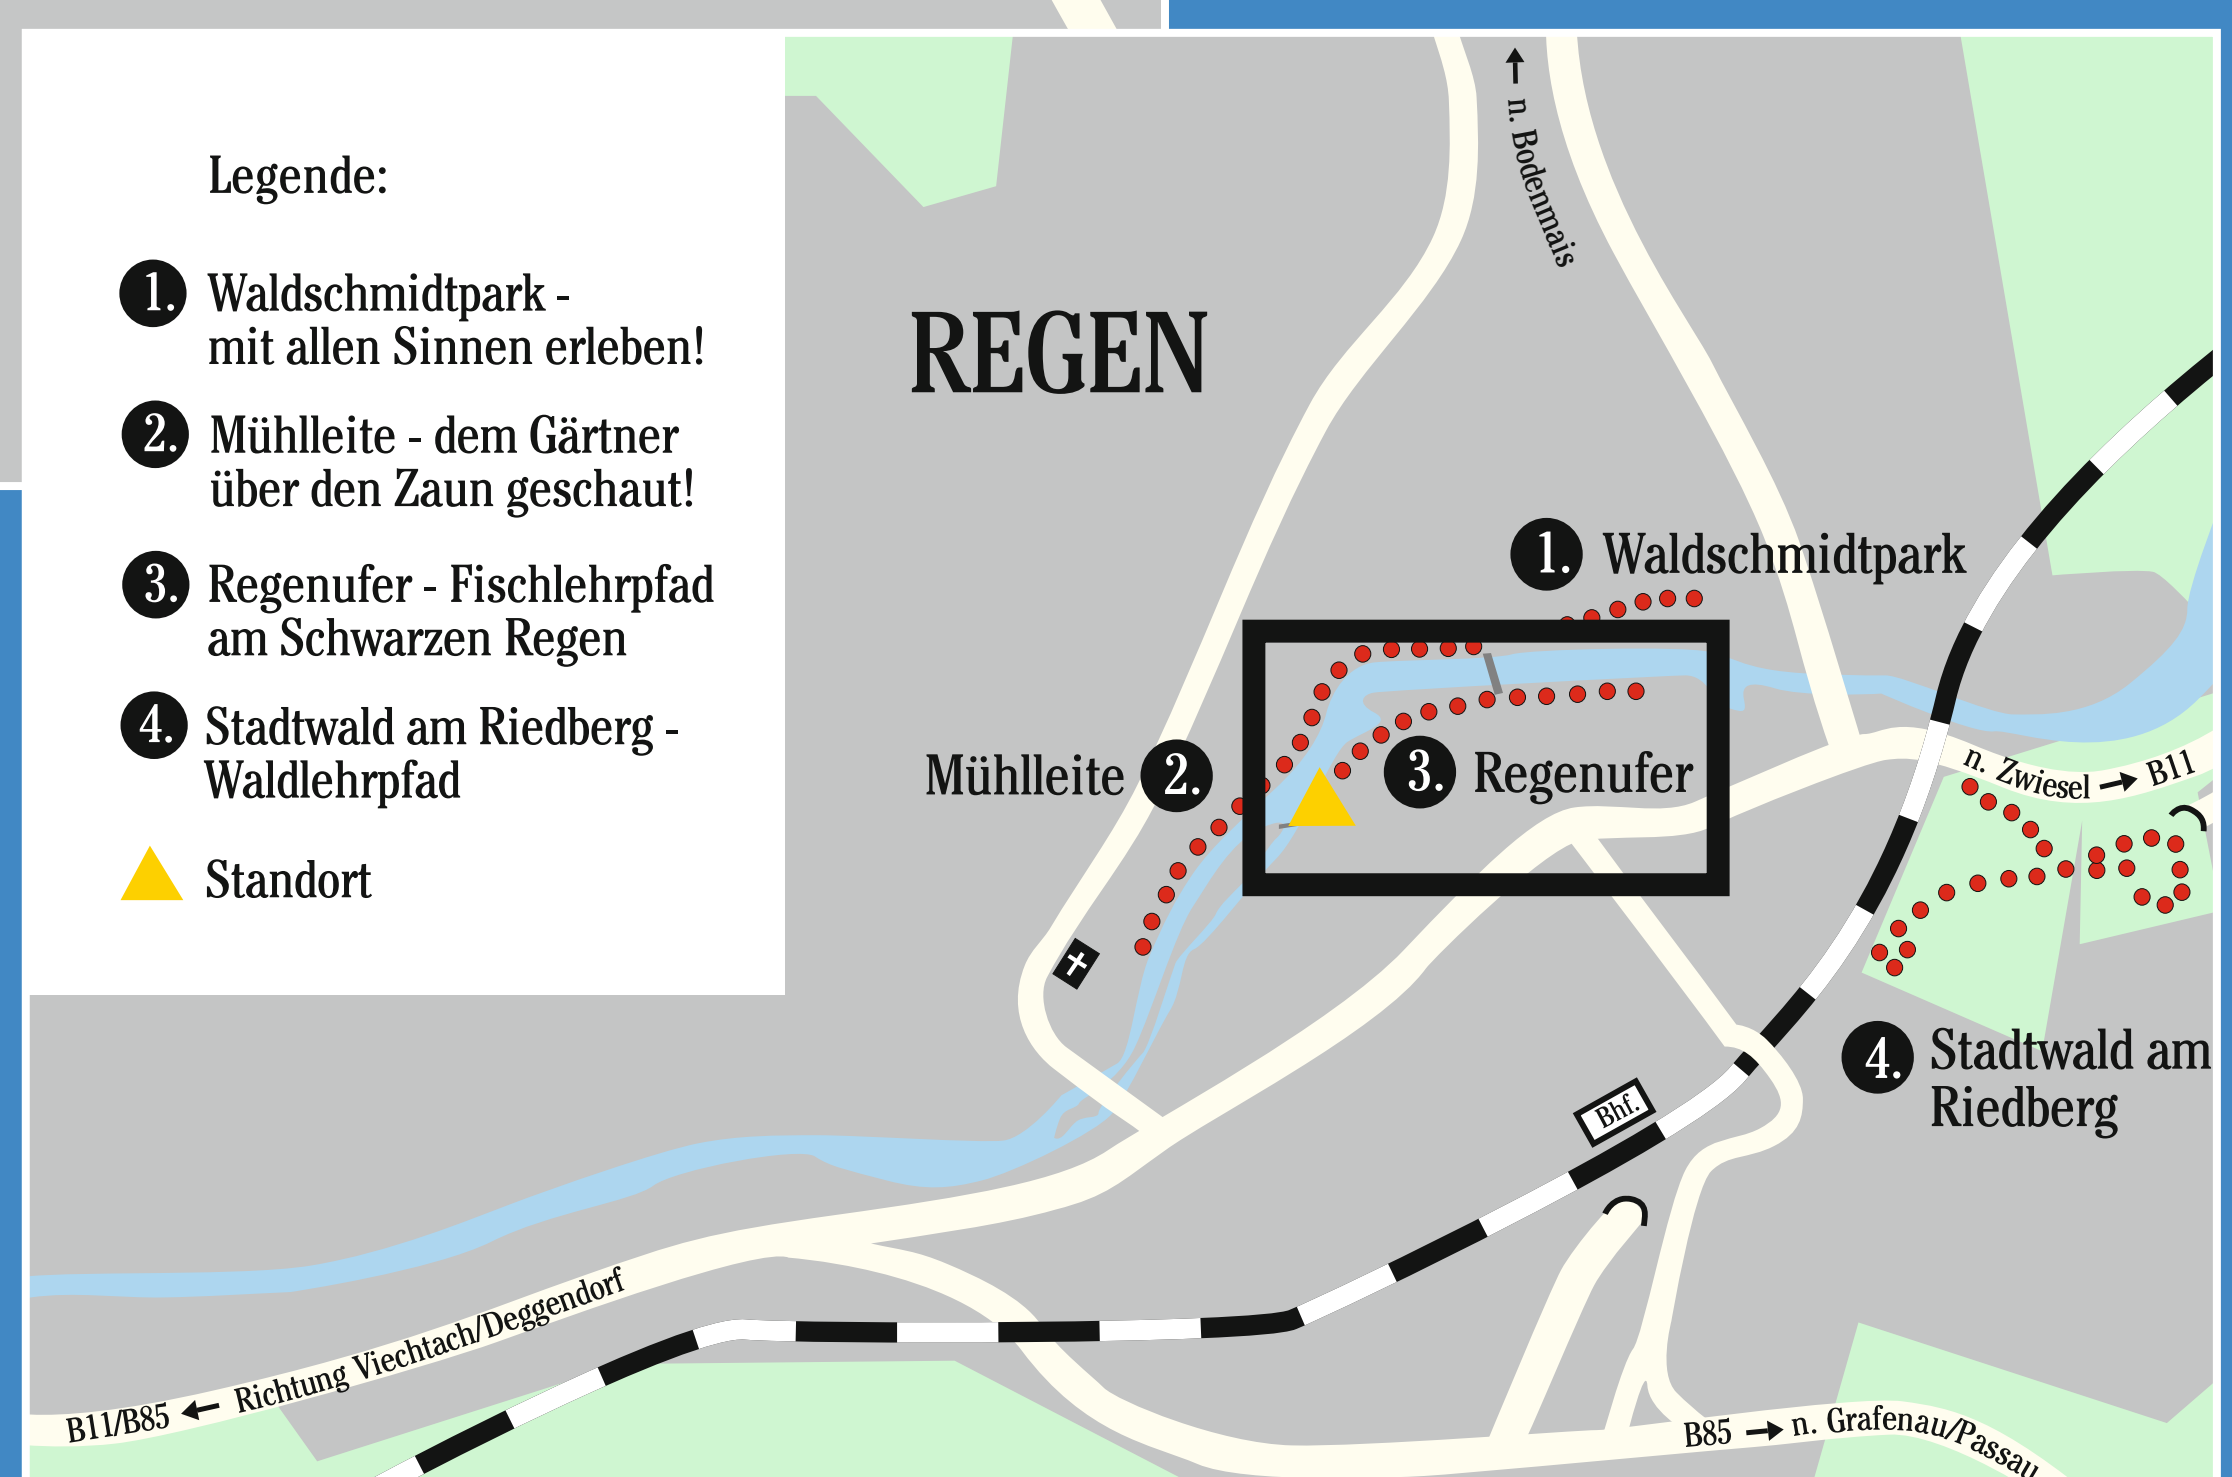 Legende:
1. Waldschmidtpark -
mit allen Sinnen erleben!
2. Mühlleite - dem Gärtner
über den Zaun geschaut!
3. Regenufer - Fischlehrpfad
am Schwarzen Regen
4. Stadtwald am Riedberg -
Waldlehrpfad
Standort
n. Bodenmais
REGEN
1. Waldschmidtpark
Mühlleite 2.
3. Regenufer
n. Zwiesel → B11
4. Stadtwald am
Riedberg
Bhf.
B11/B85 ← Richtung Viechtach/Deggendorf
B85 → n. Grafenau/Passau